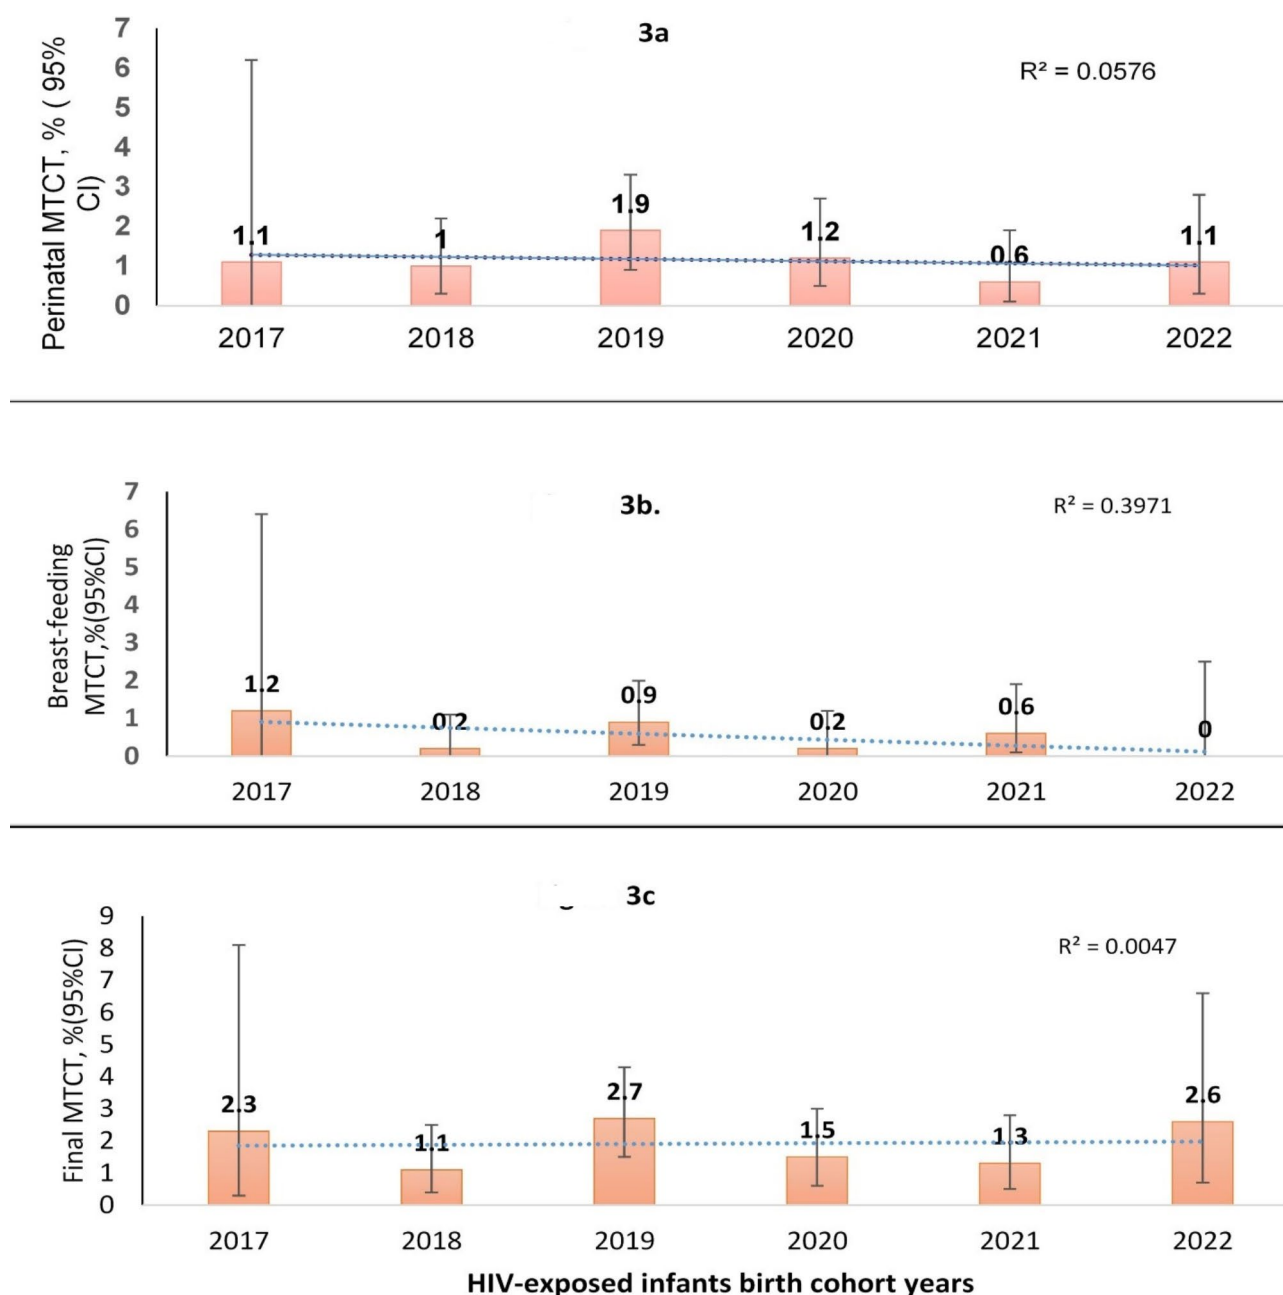 3a
R² = 0.0576
Perinatal MTCT, % ( 95%
CI)
7
6
5
4
3
2
1
0
1.1
1
1.9
1.2
0.6
1.1
2017 2018 2019 2020 2021 2022
3b.
R² = 0.3971
Breast-feeding
MTCT,%(95%CI)
7
6
5
4
3
2
1
0
1.2
0.2
0.9
0.2
0.6
0
2017 2018 2019 2020 2021 2022
3c
R² = 0.0047
Final MTCT, %(95%CI)
9
8
7
6
5
4
3
2
1
0
2.3
1.1
2.7
1.5
1.3
2.6
2017 2018 2019 2020 2021 2022
HIV-exposed infants birth cohort years